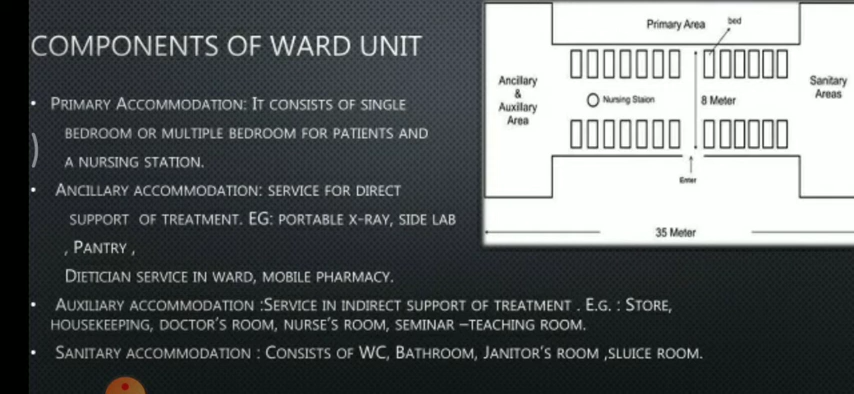 COMPONENTS OF WARD UNIT
• PRIMARY ACCOMMODATION: IT CONSISTS OF SINGLE
BEDROOM OR MULTIPLE BEDROOM FOR PATIENTS AND
A NURSING STATION.
• ANCILLARY ACCOMMODATION: SERVICE FOR DIRECT
SUPPORT OF TREATMENT. EG: PORTABLE X-RAY, SIDE LAB
, PANTRY ,
DIETICIAN SERVICE IN WARD, MOBILE PHARMACY.
• AUXILIARY ACCOMMODATION :SERVICE IN INDIRECT SUPPORT OF TREATMENT . E.G. : STORE,
HOUSEKEEPING, DOCTOR'S ROOM, NURSE'S ROOM, SEMINAR –TEACHING ROOM.
• SANITARY ACCOMMODATION : CONSISTS OF WC, BATHROOM, JANITOR'S ROOM ,SLUICE ROOM.
Primary Area
bed
Ancillary
&
Auxillary
Area
Nursing Staion
8 Meter
Sanitary
Areas
Enter
35 Meter